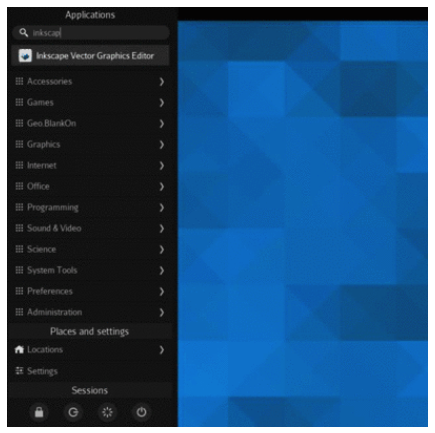 Applications
inkscap
Inkscape Vector Graphics Editor
Accessories
Games
Geo.BlankOn
Graphics
Internet
Office
Programming
Sound & Video
Science
System Tools
Preferences
Administration
Places and settings
Locations
Settings
Sessions